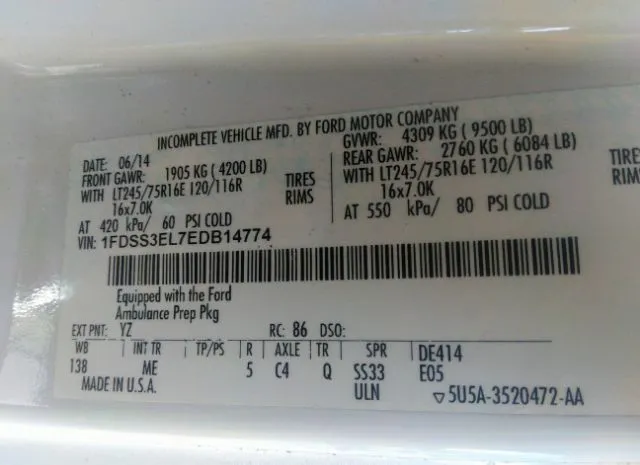 INCOMPLETE VEHICLE MFD. BY FORD MOTOR COMPANY
DATE: 06/14 GVWR: 4309 KG ( 9500 LB)
FRONT GAWR: 1905 KG ( 4200 LB) REAR GAWR: 2760 KG ( 6084 LB)
WITH LT245/75R16E 120/116R TIRES WITH LT245/75R16E 120/116R TIRES
16x7.0K RIMS 16x7.0K RIMS
AT 420 kPa/ 60 PSI COLD AT 550 kPa/ 80 PSI COLD
VIN: 1FDSS3EL7EDB14774
Equipped with the Ford
Ambulance Prep Pkg
EXT PNT: YZ RC: 86 DSO:
WB INT TR TP/PS R AXLE TR SPR DE414
138 ME 5 C4 Q SS33 E05
MADE IN U.S.A. ULN ▽5U5A-3520472-AA